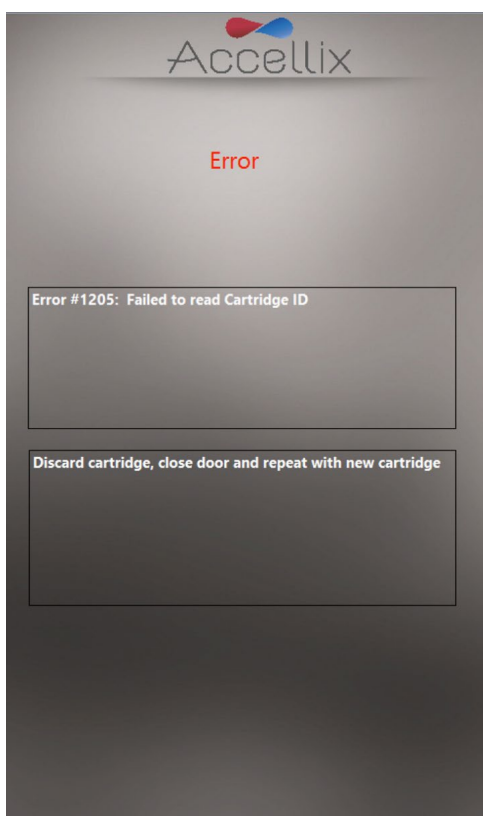 Accellix
Error
Error #1205:  Failed to read Cartridge ID
Discard cartridge, close door and repeat with new cartridge